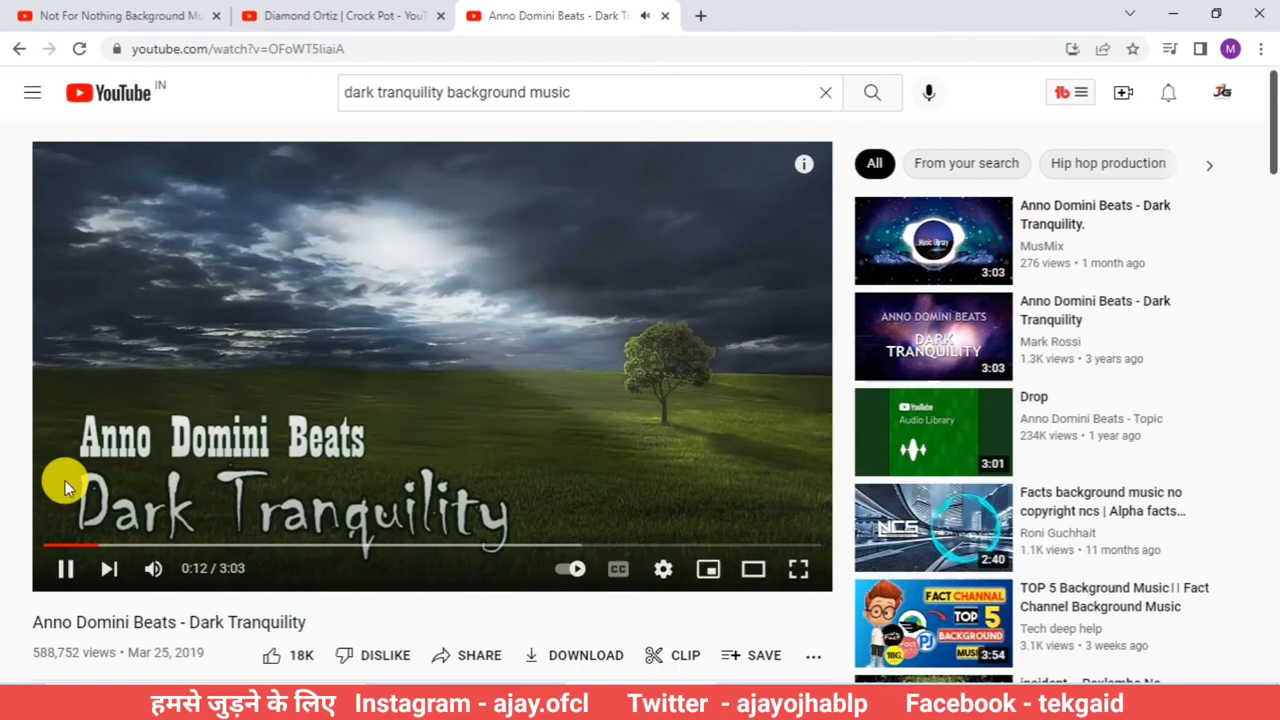 Not For Nothing Background Mu
Diamond Ortiz | Crock Pot - YouT
Anno Domini Beats - Dark Tr
youtube.com/watch?v=OFoWT5IiaiA
M
YouTube IN
dark tranquility background music
Anno Domini Beats
Dark Tranquility
0:12 / 3:03
CC
Anno Domini Beats - Dark Tranquility
588,752 views • Mar 25, 2019
DISLIKE
SHARE
DOWNLOAD
CLIP
SAVE
All
From your search
Hip hop production
Music Library
3:03
Anno Domini Beats - Dark
Tranquility.
MusMix
276 views • 1 month ago
ANNO DOMINI BEATS
DARK
TRANQUILITY
3:03
Anno Domini Beats - Dark
Tranquility
Mark Rossi
1.3K views • 3 years ago
YouTube
Audio Library
3:01
Drop
Anno Domini Beats - Topic
234K views • 1 year ago
NCS
2:40
Facts background music no
copyright ncs | Alpha facts...
Roni Guchhait
1.1K views • 11 months ago
FACT CHANNEL
TOP 5
BACKGROUND
MUSIC
3:54
TOP 5 Background Music।। Fact
Channel Background Music
Tech deep help
3.1K views • 3 weeks ago
हमसे जुड़ने के लिए Instagram - ajay.ofcl Twitter - ajayojhablp Facebook - tekgaid